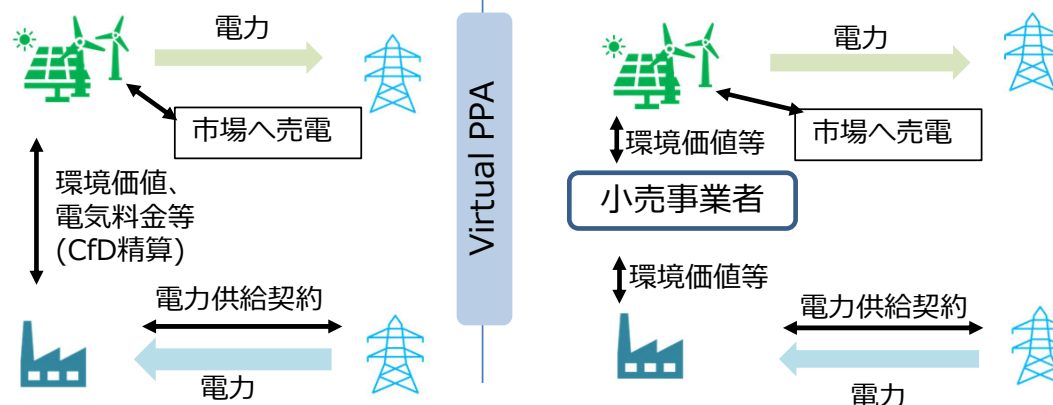 電力
市場へ売電
環境価値、
電気料金等
(CfD精算)
電力供給契約
電力
Virtual PPA
電力
市場へ売電
環境価値等
小売事業者
環境価値等
電力供給契約
電力